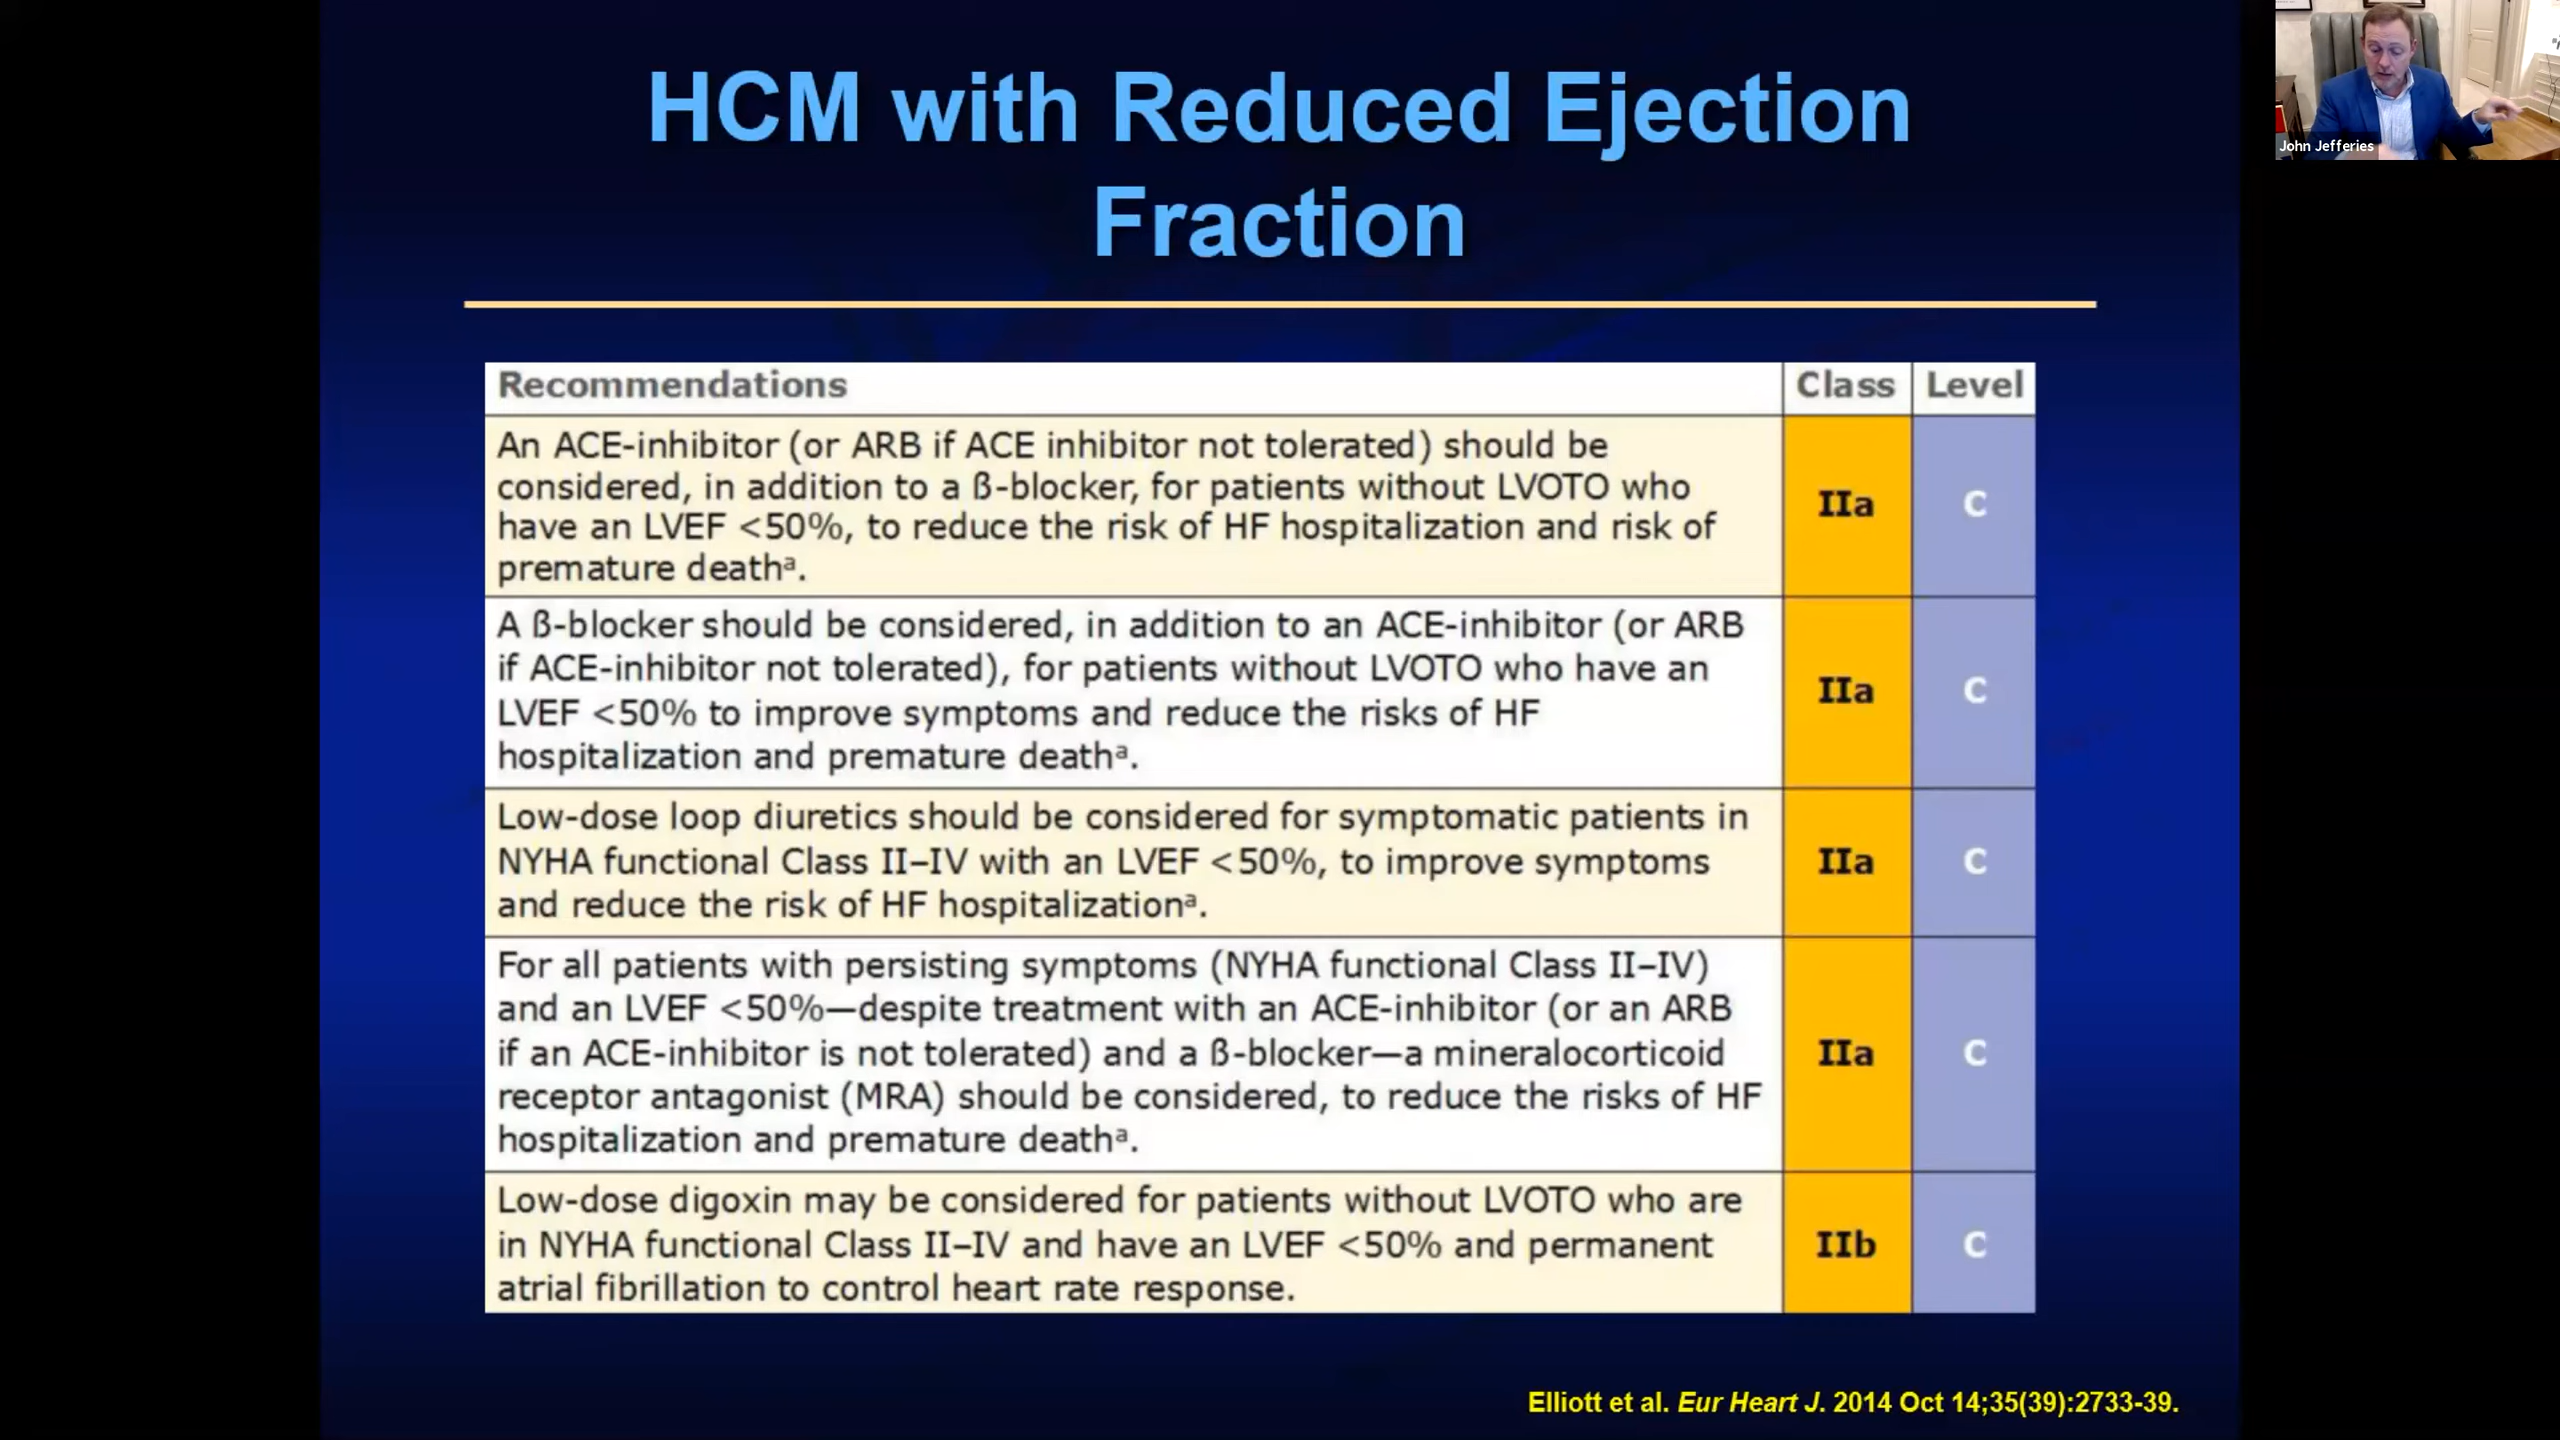 HCM with Reduced Ejection
Fraction
John Jefferies
Recommendations Class Level
An ACE-inhibitor (or ARB if ACE inhibitor not tolerated) should be
considered, in addition to a ß-blocker, for patients without LVOTO who
have an LVEF <50%, to reduce the risk of HF hospitalization and risk of
premature deathᵃ.
IIa C
A ß-blocker should be considered, in addition to an ACE-inhibitor (or ARB
if ACE-inhibitor not tolerated), for patients without LVOTO who have an
LVEF <50% to improve symptoms and reduce the risks of HF
hospitalization and premature deathᵃ.
IIa C
Low-dose loop diuretics should be considered for symptomatic patients in
NYHA functional Class II–IV with an LVEF <50%, to improve symptoms
and reduce the risk of HF hospitalizationᵃ.
IIa C
For all patients with persisting symptoms (NYHA functional Class II–IV)
and an LVEF <50%—despite treatment with an ACE-inhibitor (or an ARB
if an ACE-inhibitor is not tolerated) and a ß-blocker—a mineralocorticoid
receptor antagonist (MRA) should be considered, to reduce the risks of HF
hospitalization and premature deathᵃ.
IIa C
Low-dose digoxin may be considered for patients without LVOTO who are
in NYHA functional Class II–IV and have an LVEF <50% and permanent
atrial fibrillation to control heart rate response.
IIb C
Elliott et al. Eur Heart J. 2014 Oct 14;35(39):2733-39.